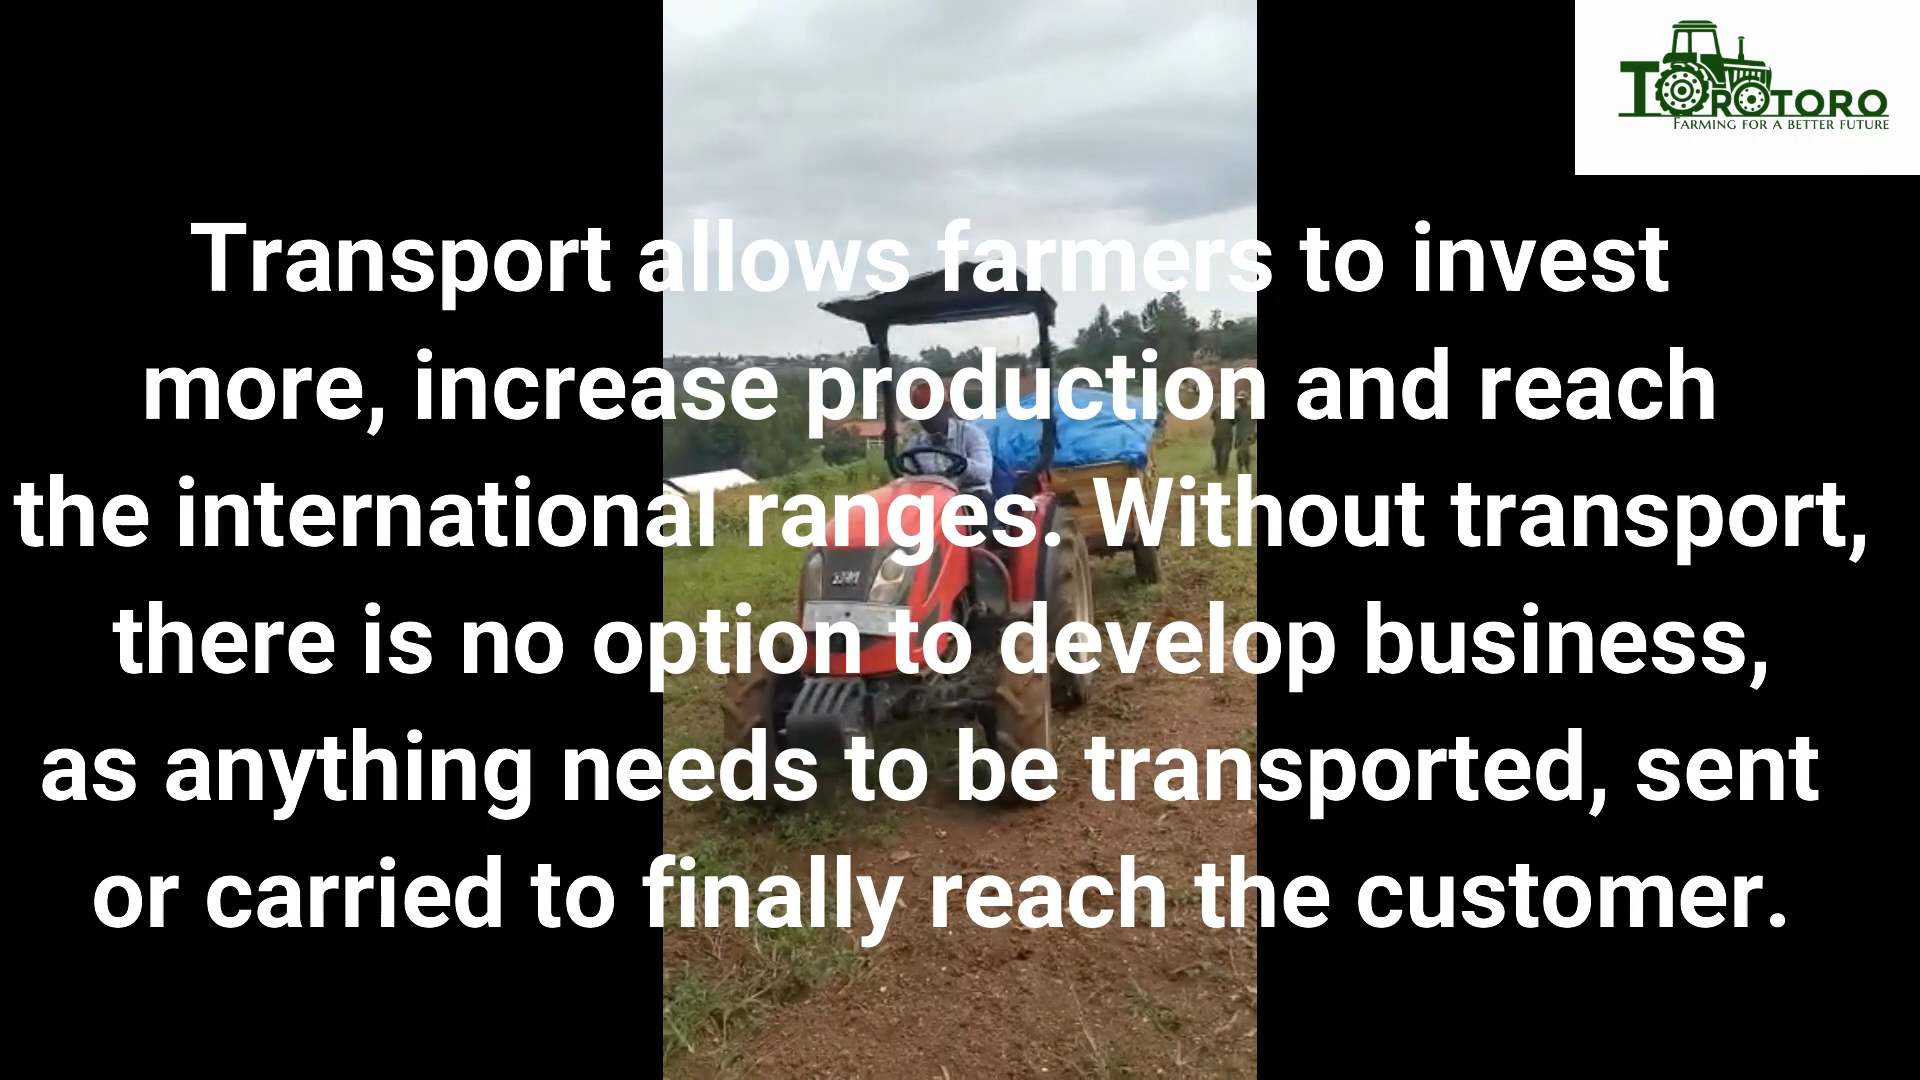 TOROTORO
FARMING FOR A BETTER FUTURE
Transport allows farmers to invest
more, increase production and reach
the international ranges. Without transport,
there is no option to develop business,
as anything needs to be transported, sent
or carried to finally reach the customer.